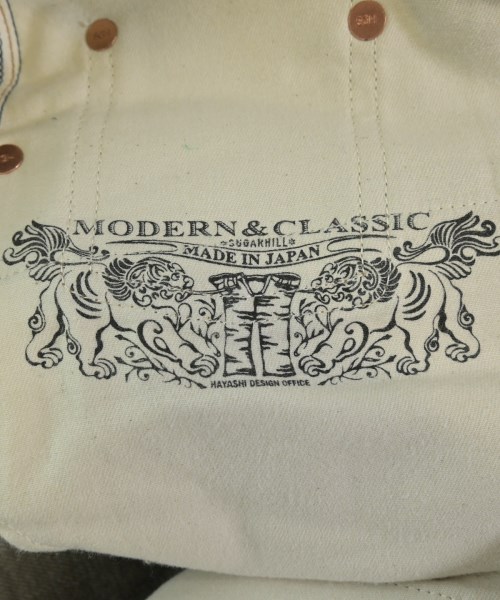 MODERN & CLASSIC
SUGARHILL
MADE IN JAPAN
HAYASHI DESIGN OFFICE